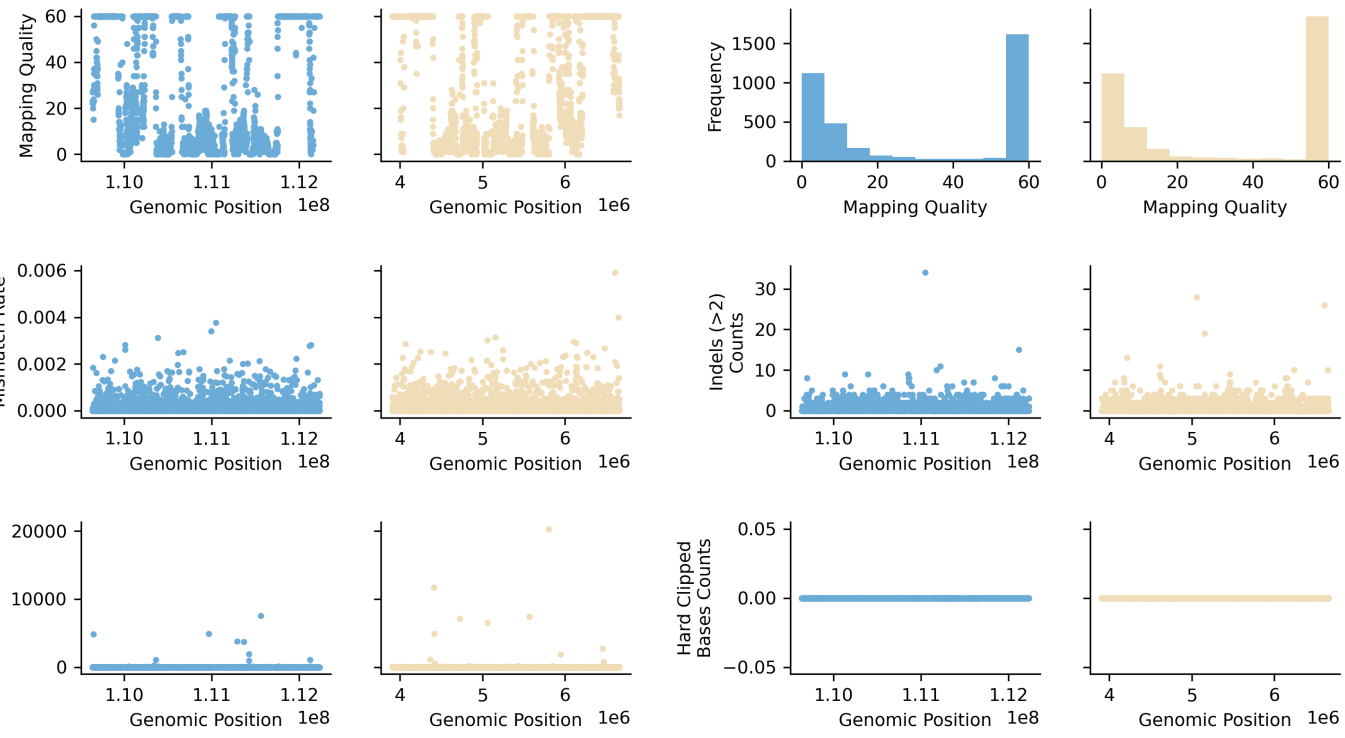 Mapping Quality
60
40
20
0
1.10 1.11 1.12
1e8
Genomic Position
4 5 6
1e6
Genomic Position
Frequency
1500
1000
500
0
0 20 40 60
Mapping Quality
0 20 40 60
Mapping Quality
0.006
0.004
0.002
0.000
1.10 1.11 1.12
1e8
Genomic Position
4 5 6
1e6
Genomic Position
Indels (>2)
Counts
30
20
10
0
1.10 1.11 1.12
1e8
Genomic Position
4 5 6
1e6
Genomic Position
20000
10000
0
1.10 1.11 1.12
1e8
Genomic Position
4 5 6
1e6
Genomic Position
Hard Clipped
Bases Counts
0.05
0.00
−0.05
1.10 1.11 1.12
1e8
Genomic Position
4 5 6
1e6
Genomic Position